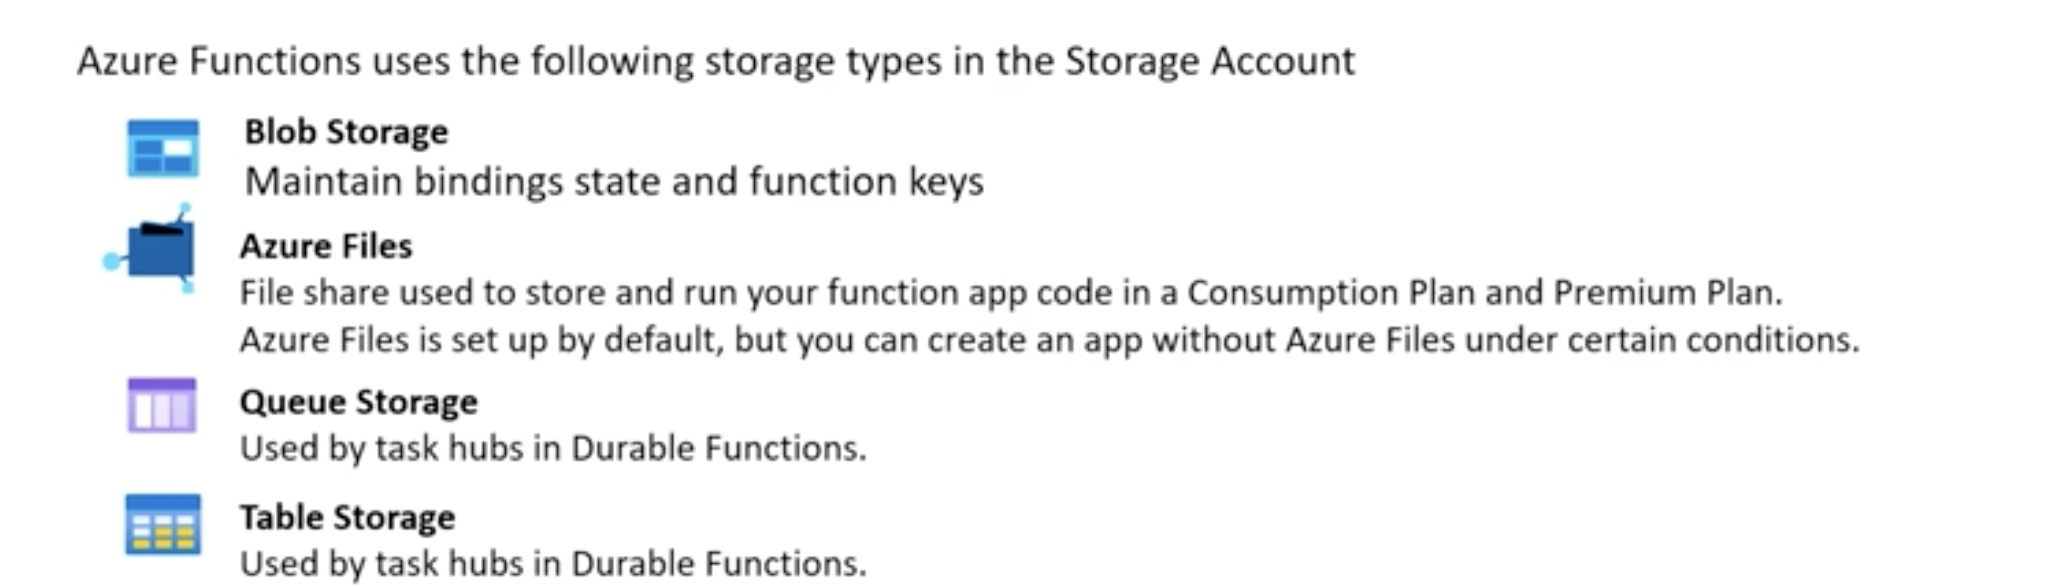 Azure Functions uses the following storage types in the Storage Account
Blob Storage
Maintain bindings state and function keys
Azure Files
File share used to store and run your function app code in a Consumption Plan and Premium Plan.
Azure Files is set up by default, but you can create an app without Azure Files under certain conditions.
Queue Storage
Used by task hubs in Durable Functions.
Table Storage
Used by task hubs in Durable Functions.